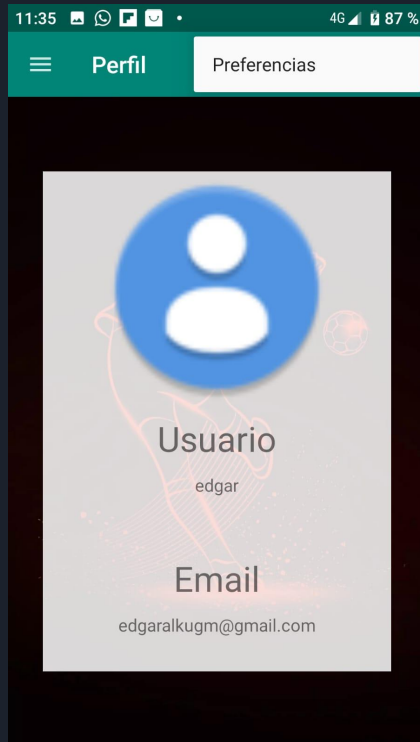 11:35
4G 87 %
Perfil
Preferencias
Usuario
edgar
Email
edgaralkugm@gmail.com